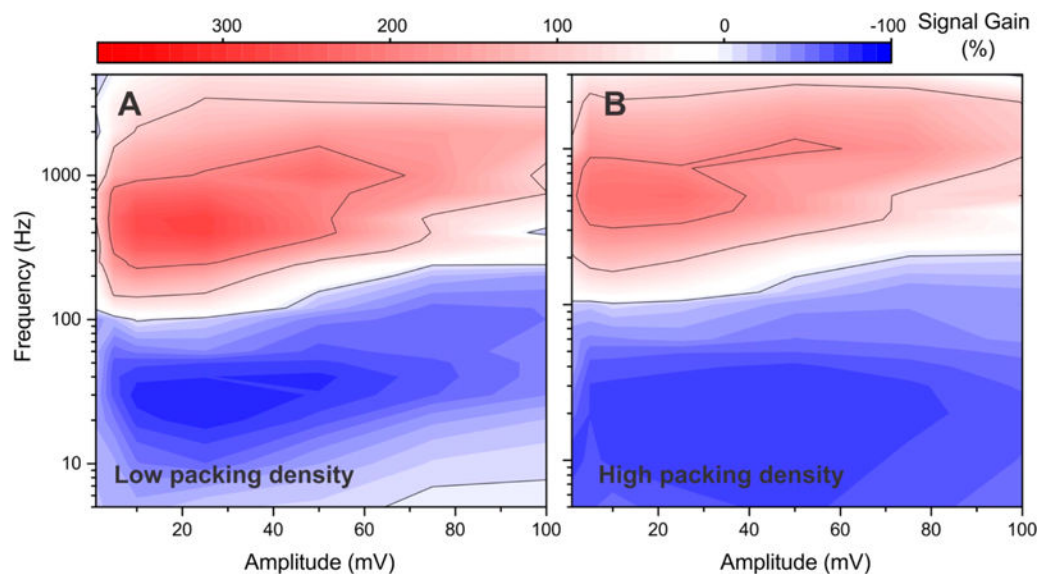 300 200 100 0 -100 Signal Gain
(%)
A B
1000
100
10
Frequency (Hz)
Low packing density High packing density
20 40 60 80 100 20 40 60 80 100
Amplitude (mV) Amplitude (mV)